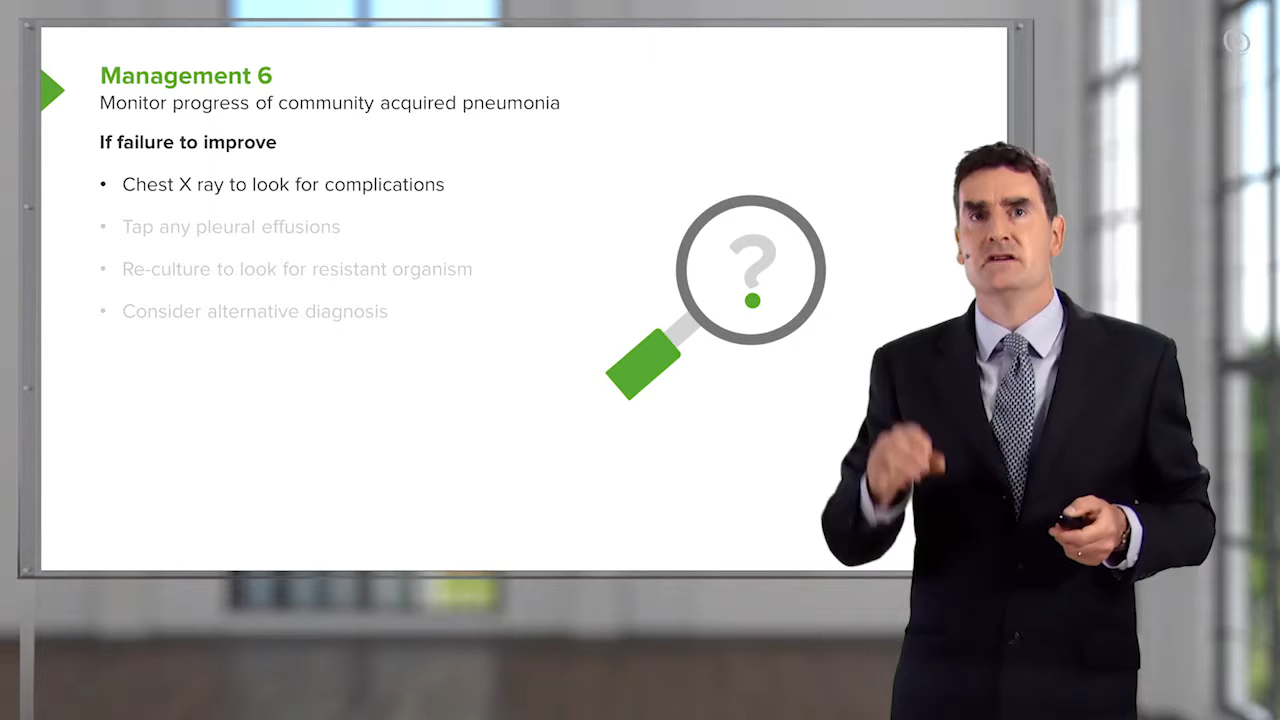 Management 6
Monitor progress of community acquired pneumonia
If failure to improve
• Chest X ray to look for complications
• Tap any pleural effusions
• Re-culture to look for resistant organism
• Consider alternative diagnosis
?